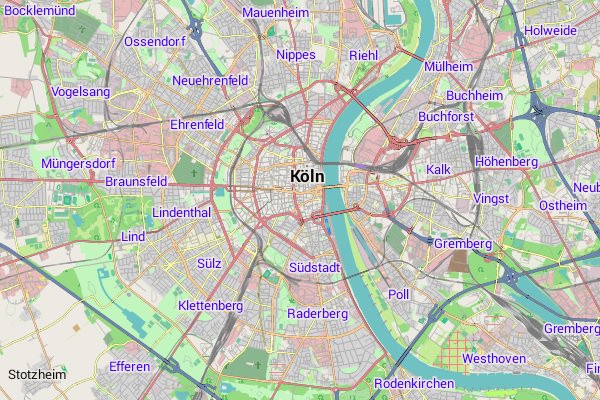 Bocklemünd
Mauenheim
Holweide
Ossendorf
Nippes
Riehl
Mülheim
Neuehrenfeld
Vogelsang
Buchheim
Buchforst
Ehrenfeld
Müngersdorf
Höhenberg
Kalk
Köln
Braunsfeld
Neub
Vingst
Ostheim
Lindenthal
Lind
Gremberg
Sülz
Südstadt
Poll
Klettenberg
Raderberg
Gremberg
Westhoven
Efferen
Fin
Stotzheim
Rodenkirchen